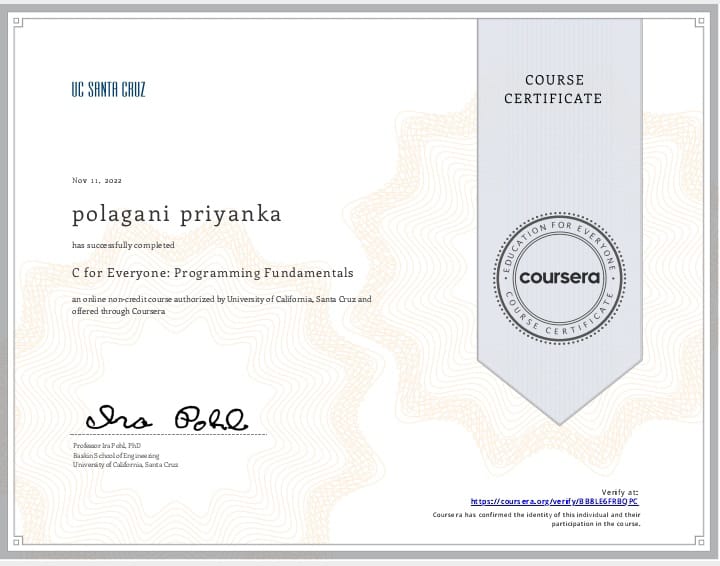 UC SANTA CRUZ
COURSE
CERTIFICATE
Nov 11, 2022
polagani priyanka
has successfully completed
C for Everyone: Programming Fundamentals
an online non-credit course authorized by University of California, Santa Cruz and
offered through Coursera
EDUCATION FOR EVERYONE
coursera
COURSE CERTIFICATE
Ira Pohl
Professor Ira Pohl, PhD
Baskin School of Engineering
University of California, Santa Cruz
Verify at:
https://coursera.org/verify/BB8LE6FRBQPC
Coursera has confirmed the identity of this individual and their
participation in the course.